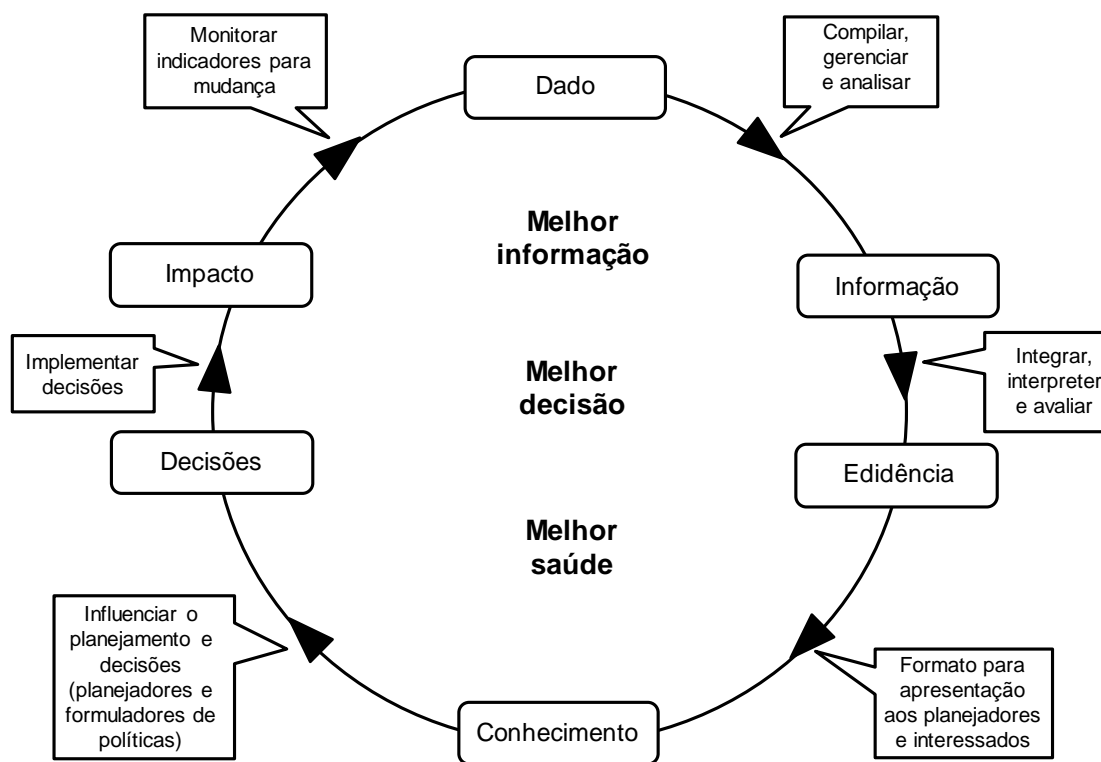 Monitorar
indicadores para
mudança
Dado
Compilar,
gerenciar
e analisar
Melhor
informação
Impacto
Informação
Implementar
decisões
Melhor
decisão
Integrar,
interpreter
e avaliar
Decisões
Edidência
Melhor
saúde
Influenciar o
planejamento e
decisões
(planejadores e
formuladores de
políticas)
Conhecimento
Formato para
apresentação
aos planejadores
e interessados